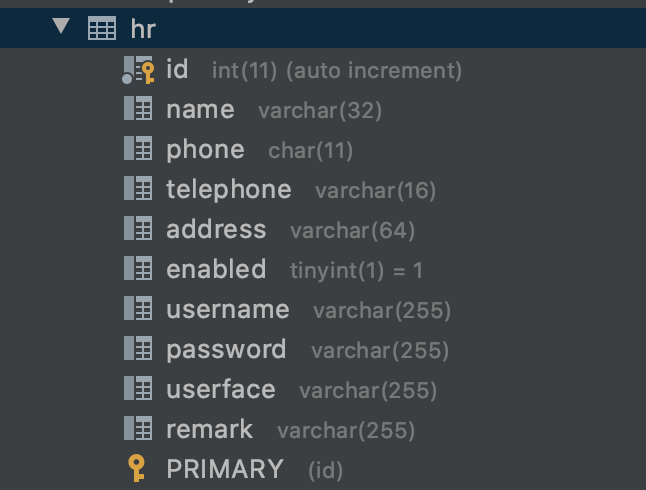 hr
id int(11) (auto increment)
name varchar(32)
phone char(11)
telephone varchar(16)
address varchar(64)
enabled tinyint(1) = 1
username varchar(255)
password varchar(255)
userface varchar(255)
remark varchar(255)
PRIMARY (id)